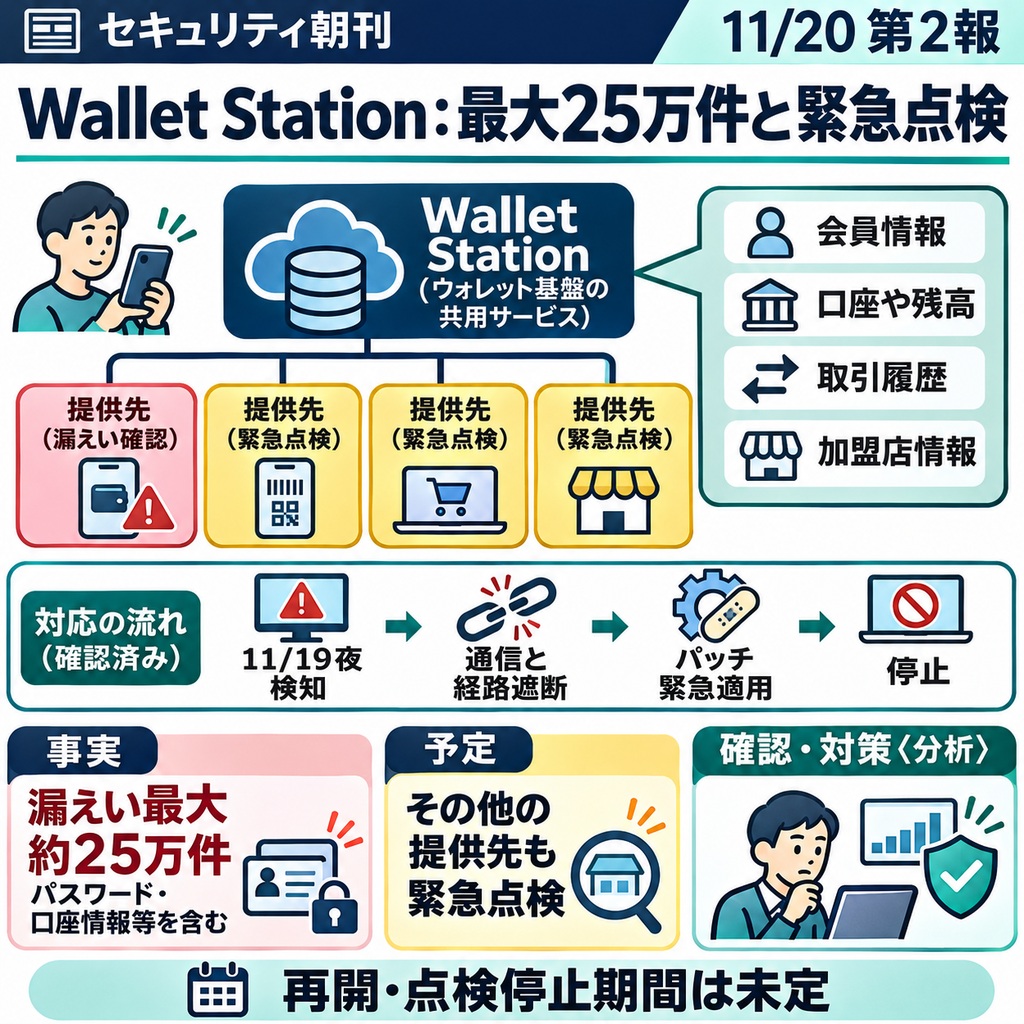 セキュリティ朝刊
11/20 第2報
Wallet Station：最大25万件と緊急点検
Wallet
Station
（ウォレット基盤の
共用サービス）
会員情報
口座や残高
取引履歴
加盟店情報
提供先
（漏えい確認）
提供先
（緊急点検）
提供先
（緊急点検）
提供先
（緊急点検）
対応の流れ
（確認済み）
11/19夜
検知
通信と
経路遮断
パッチ
緊急適用
停止
事実
漏えい最大
約25万件
パスワード・
口座情報等を含む
予定
その他の
提供先も
緊急点検
確認・対策〈分析〉
再開・点検停止期間は未定